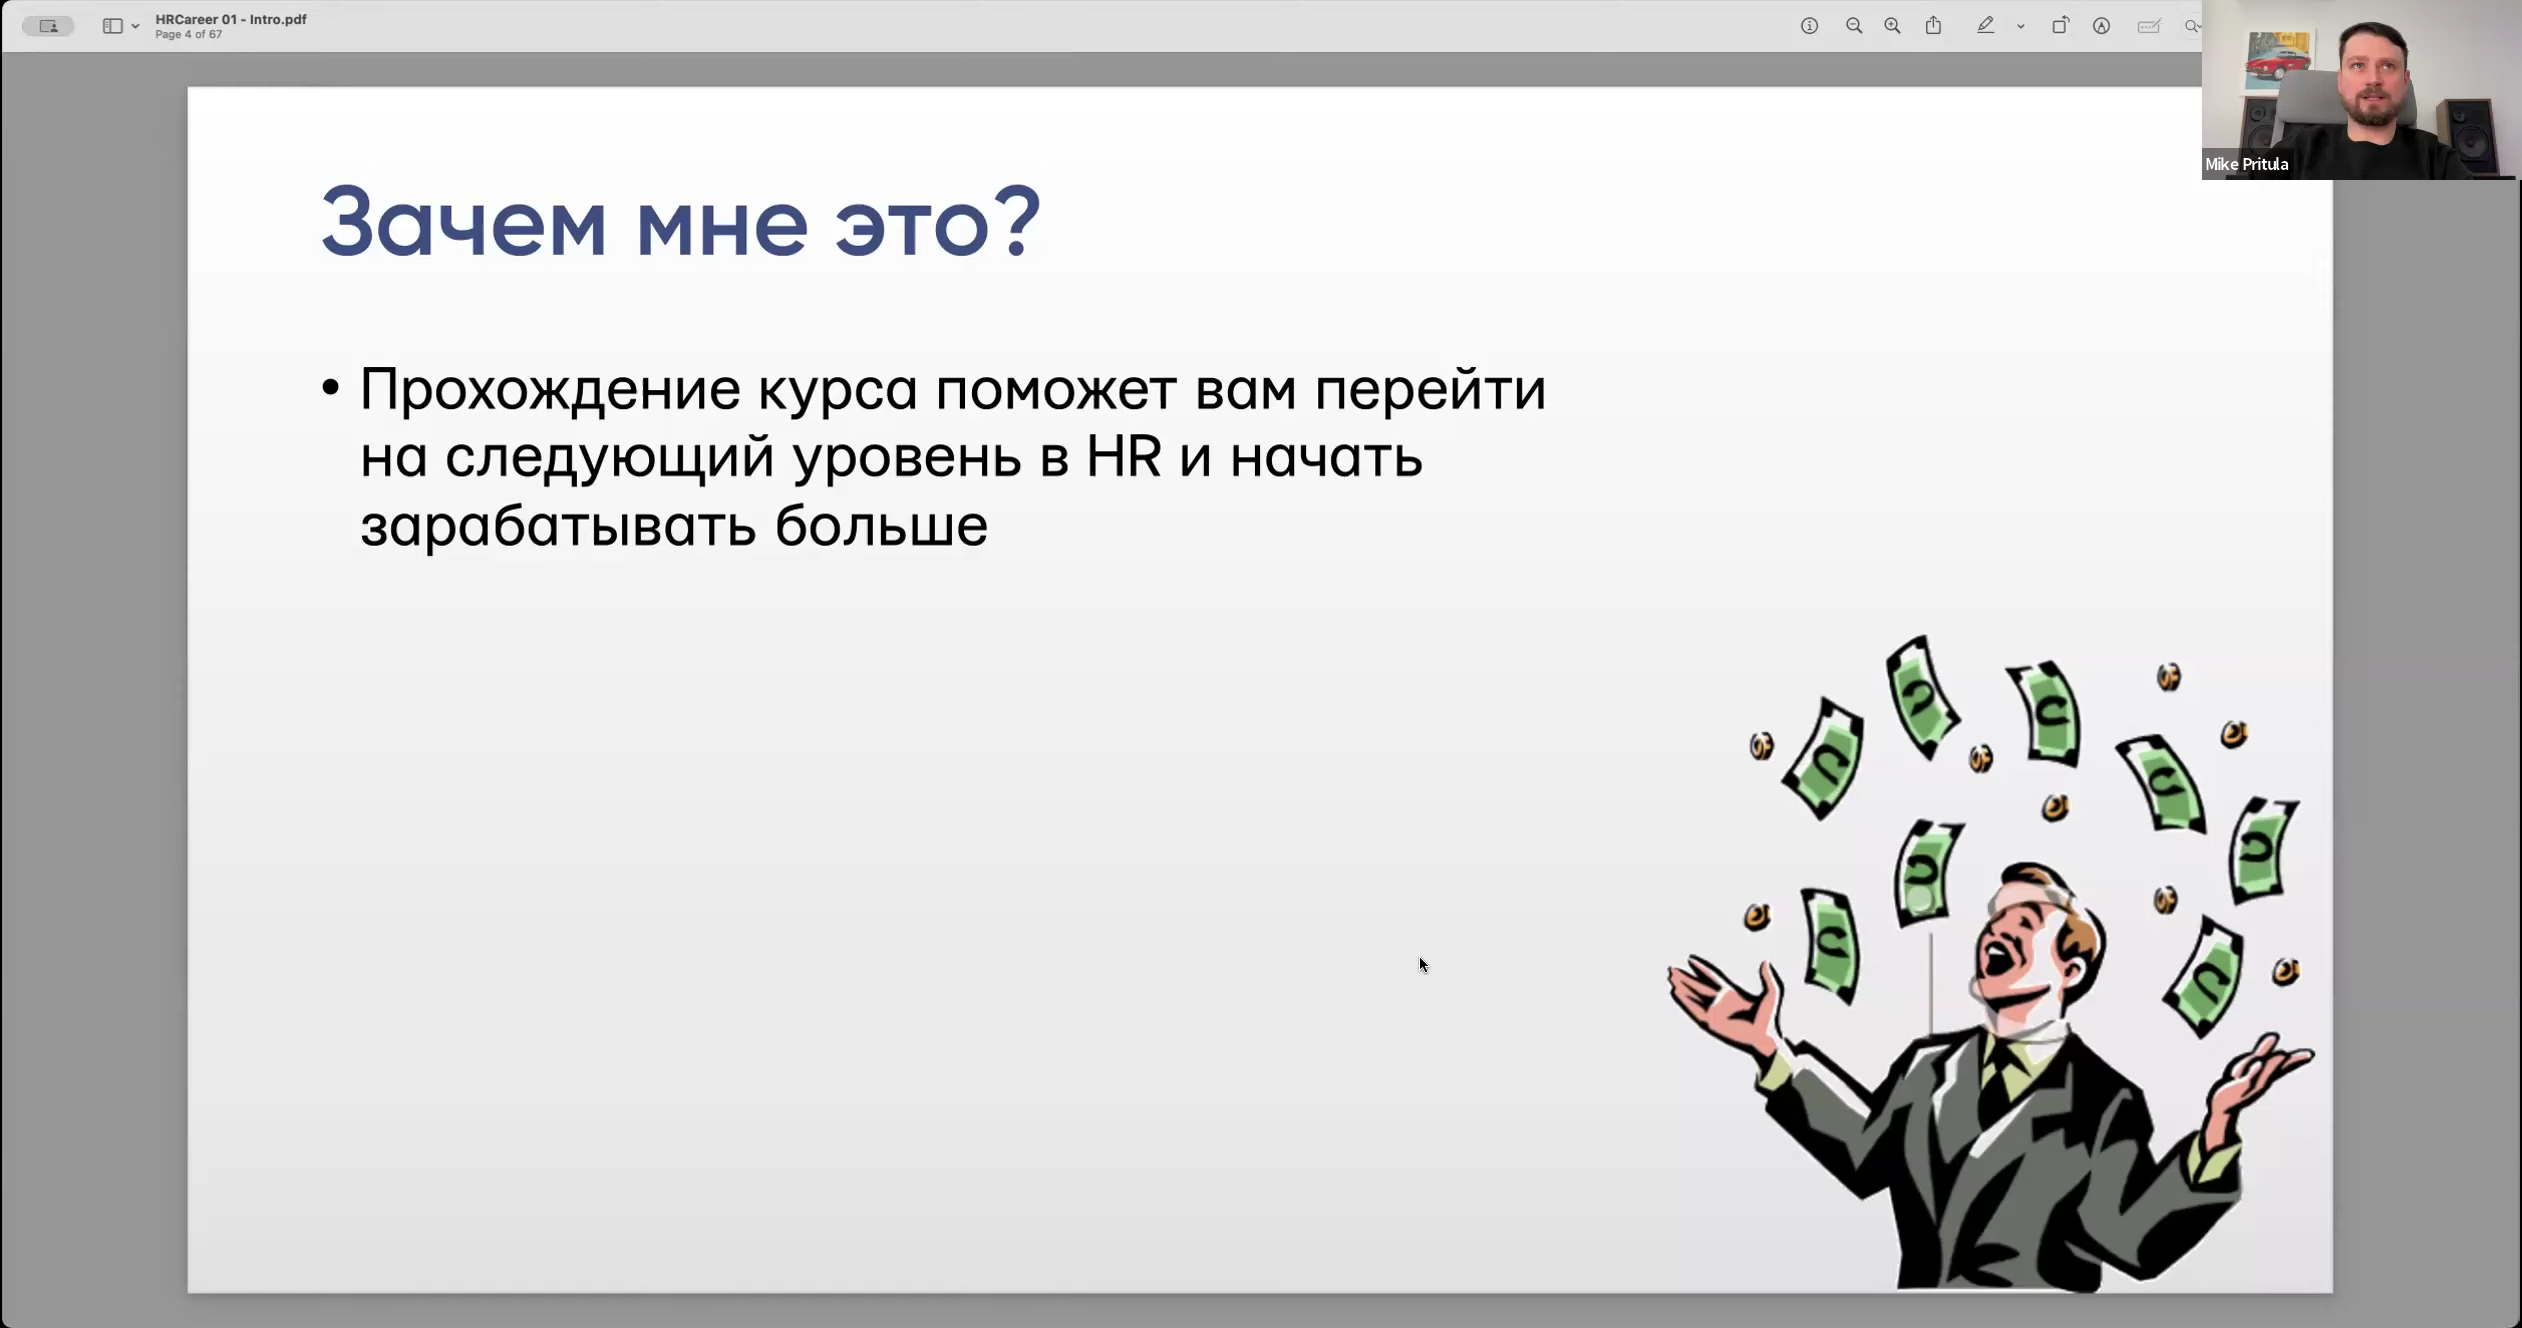 HRCareer 01 - Intro.pdf
Page 4 of 67
Mike Pritula
Зачем мне это?
• Прохождение курса поможет вам перейти
на следующий уровень в HR и начать
зарабатывать больше